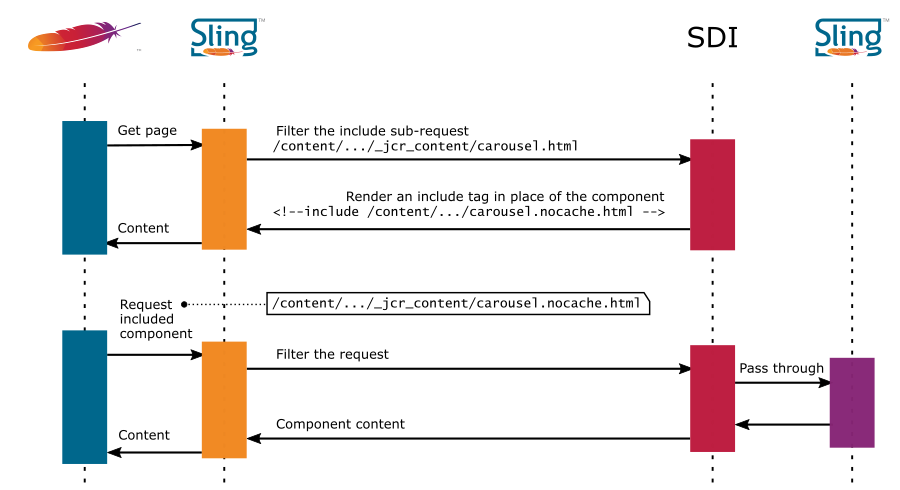 Sling™
SDI
Sling™
Get page
Filter the include sub-request
/content/.../_jcr_content/carousel.html
Render an include tag in place of the component
<!--include /content/.../carousel.nocache.html -->
Content
Request
included
component
/content/.../_jcr_content/carousel.nocache.html
Filter the request
Pass through
Component content
Content